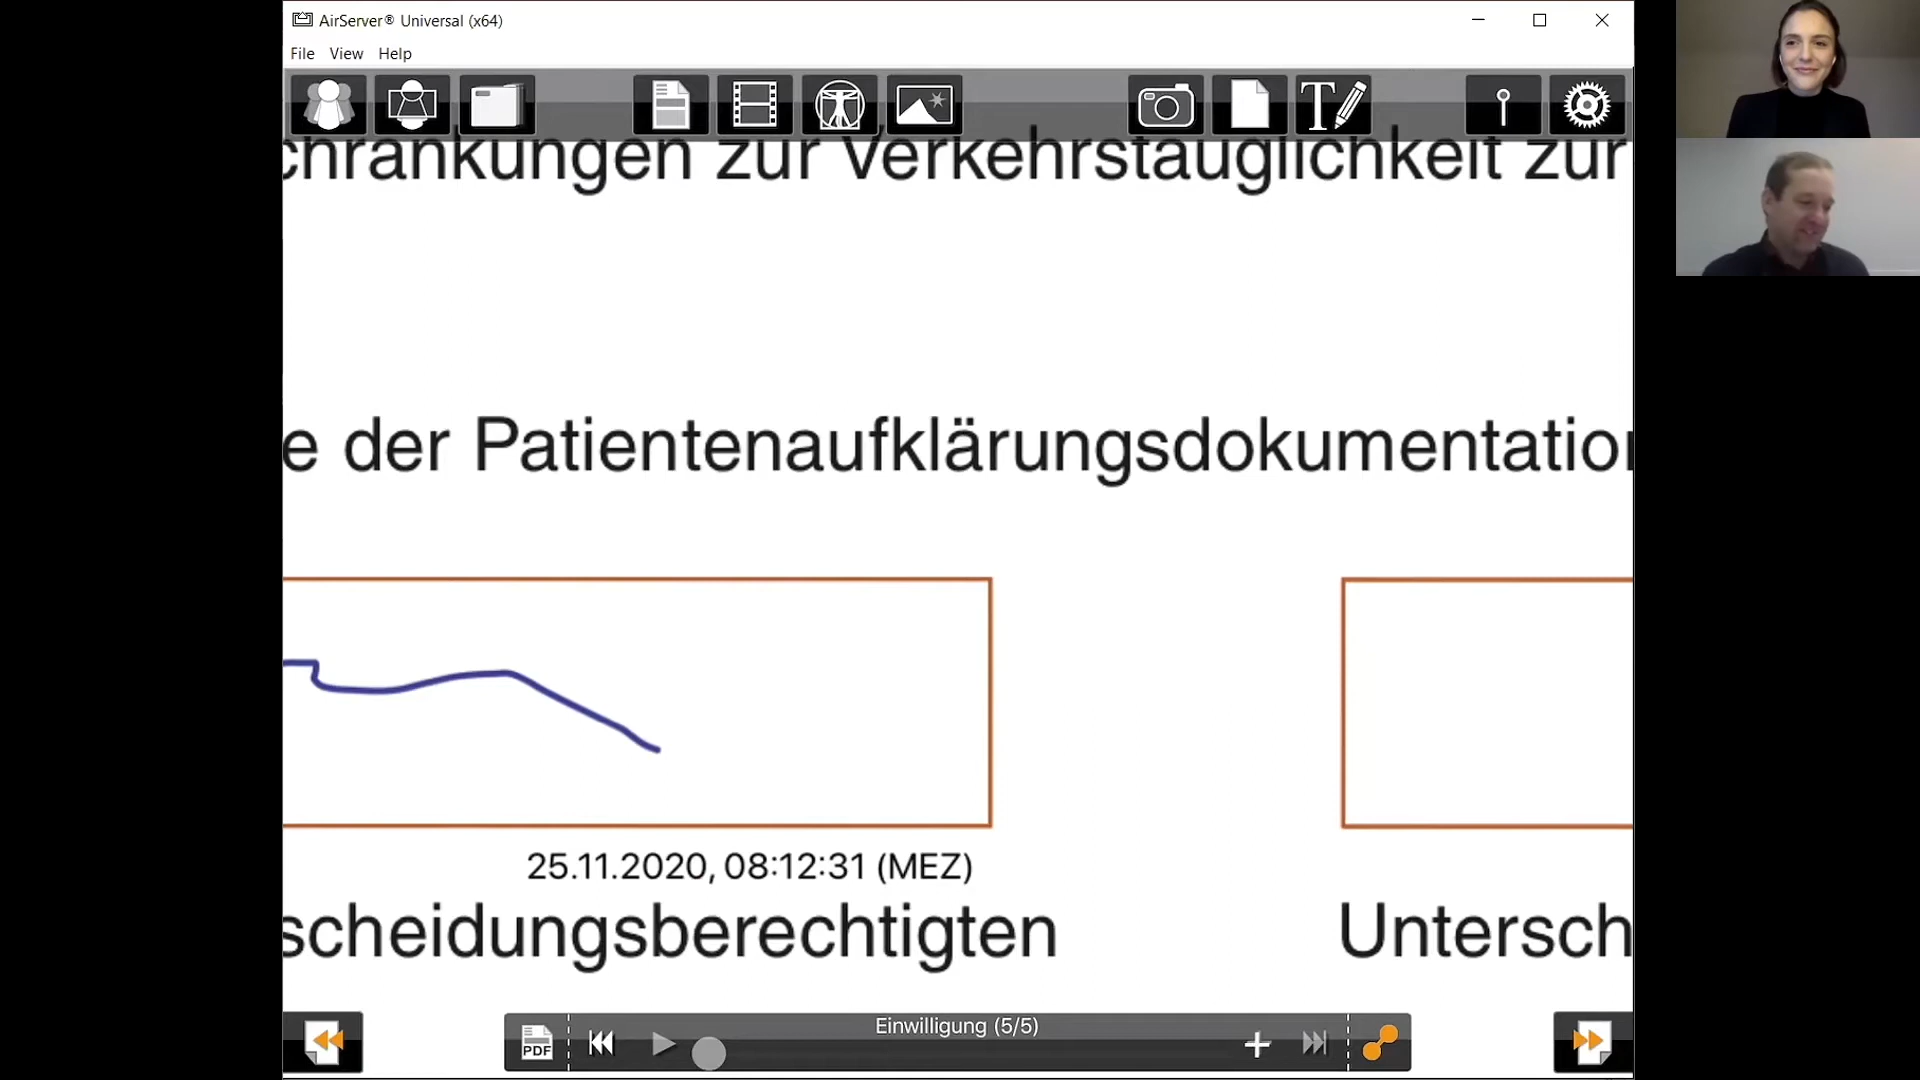 AirServer® Universal (x64)
File View Help
chränkungen zur Verkehrstauglichkeit zur
e der Patientenaufklärungsdokumentation
25.11.2020, 08:12:31 (MEZ)
scheidungsberechtigten
Untersch
PDF
Einwilligung (5/5)